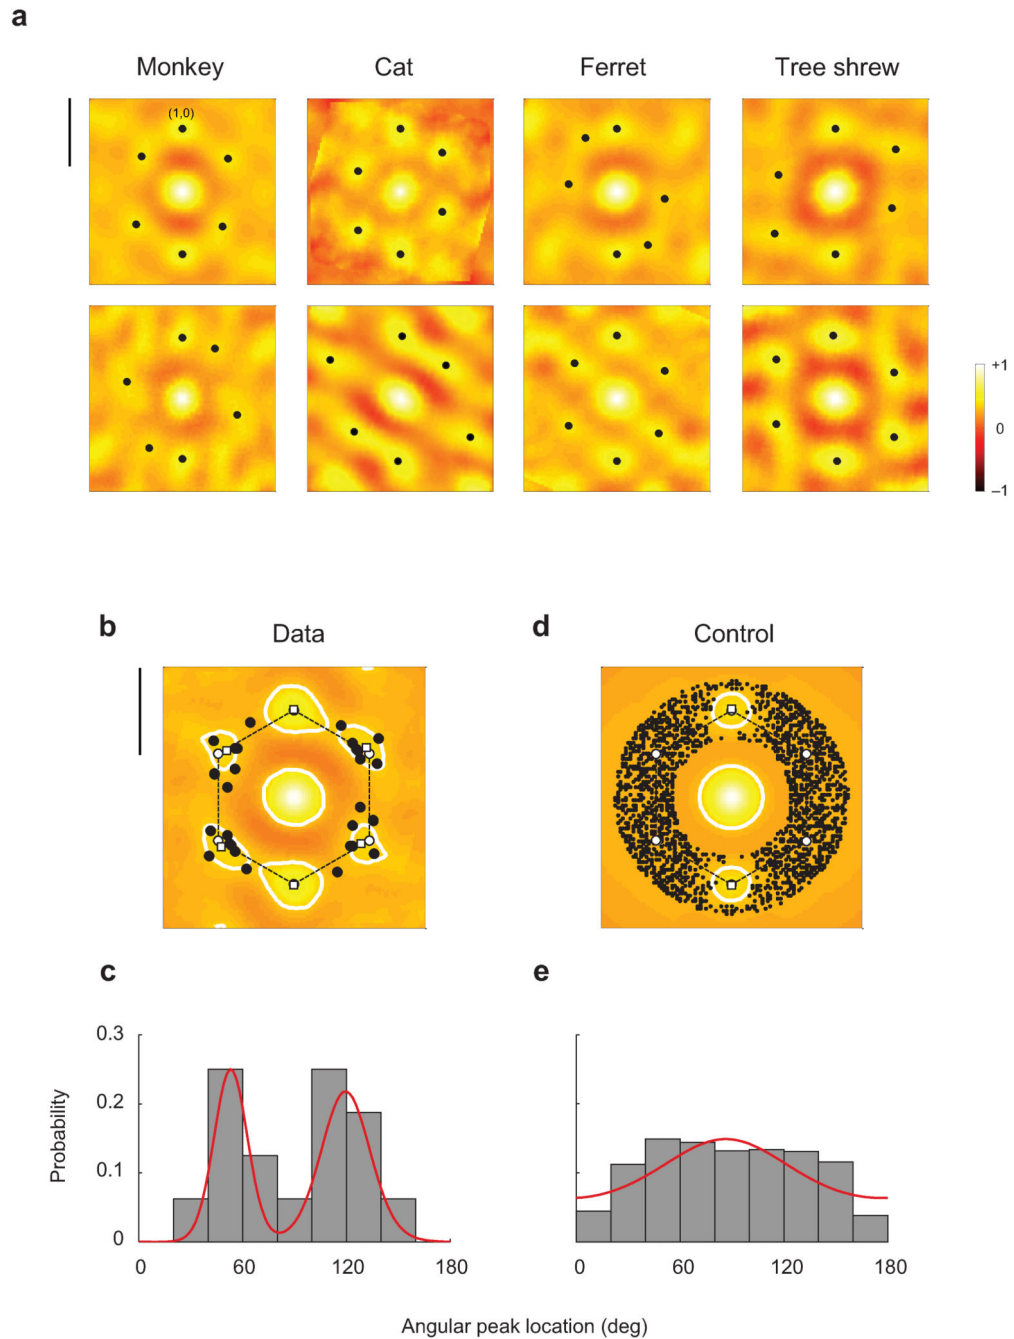 a
Monkey Cat Ferret Tree shrew
(1,0)
+1
0
–1
b Data d Control
c e
0.3
0.2
0.1
0
Probability
0 60 120 180 0 60 120 180
Angular peak location (deg)